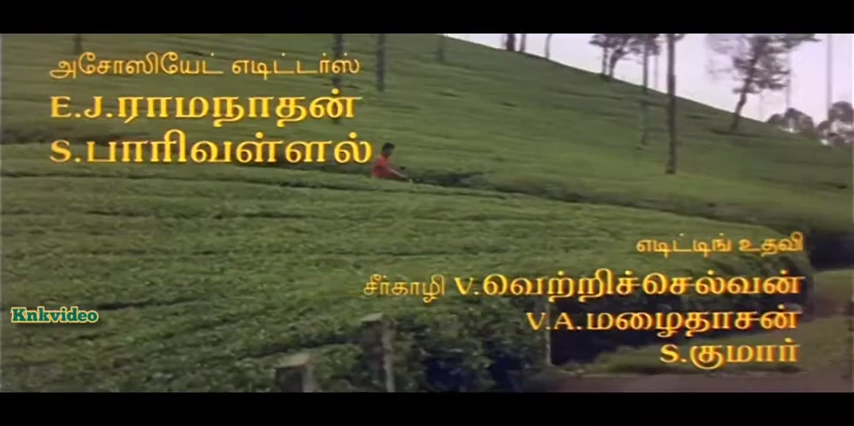 அசோஸியேட் எடிட்டர்ஸ்
E.J.ராமநாதன்
S.பாரிவள்ளல்
எடிட்டிங் உதவி
சீர்காழி V.வெற்றிச்செல்வன்
V.A.மழைதாசன்
S.குமார்
Knkvideo